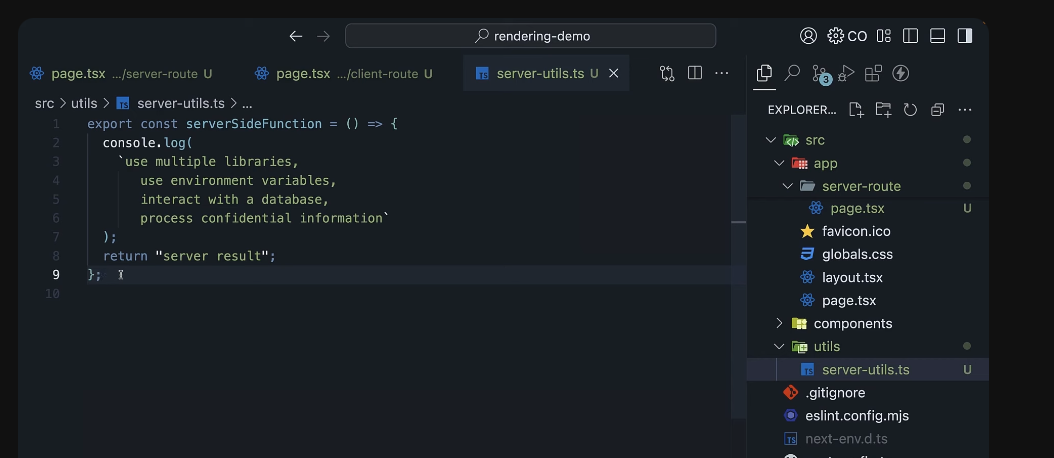 rendering-demo
CO
page.tsx .../server-route U
page.tsx .../client-route U
TS server-utils.ts U
src > utils > TS server-utils.ts > ...
1 export const serverSideFunction = () => {
2 console.log(
3 `use multiple libraries,
4 use environment variables,
5 interact with a database,
6 process confidential information`
7 );
8 return "server result";
9 };
10
3
EXPLORER...
src
app
server-route
page.tsx U
favicon.ico
globals.css
layout.tsx
page.tsx
components
utils
TS server-utils.ts U
.gitignore
eslint.config.mjs
TS next-env.d.ts